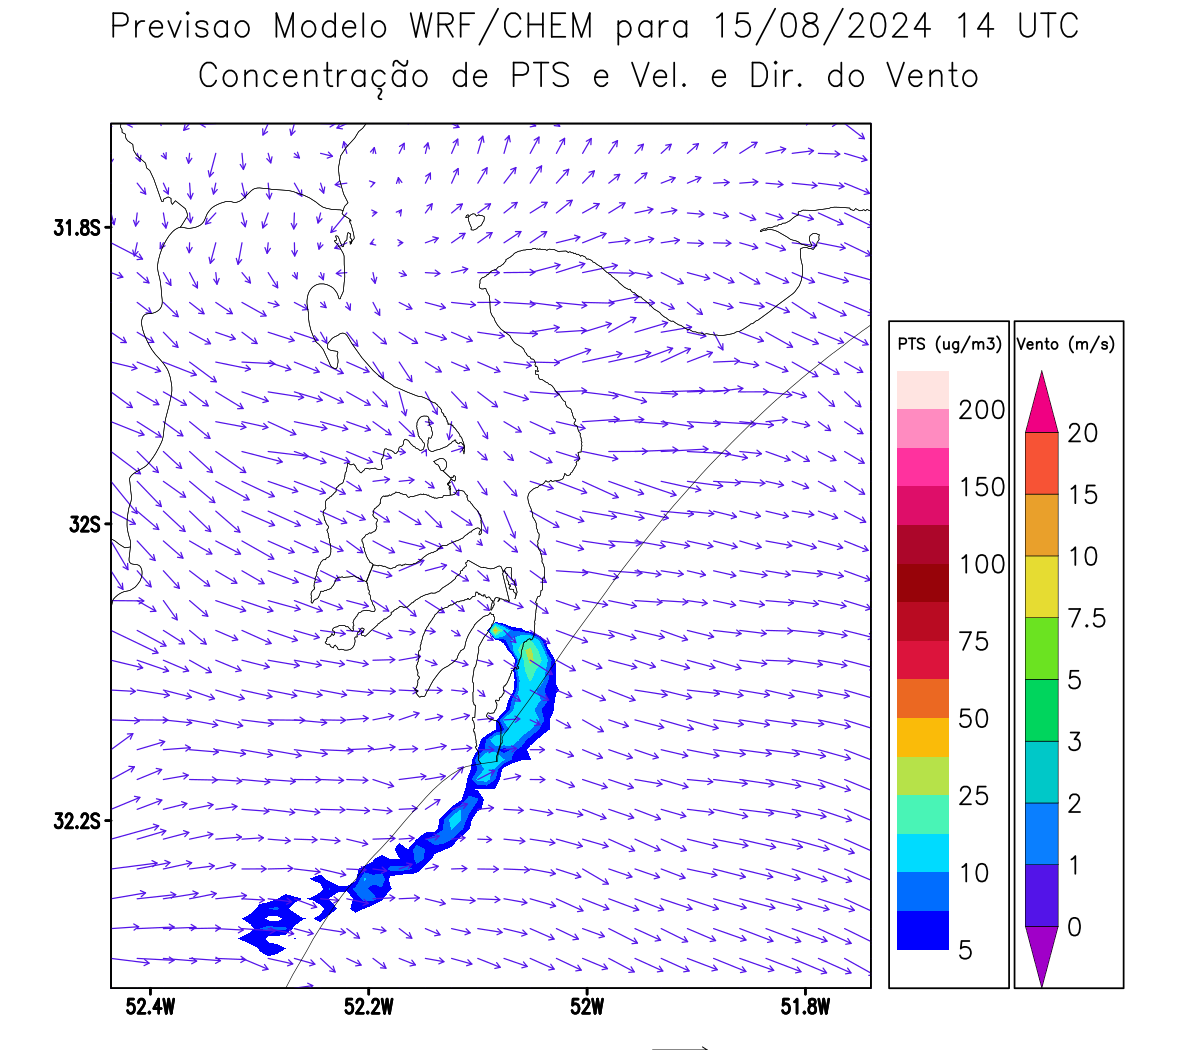 Previsao Modelo WRF/CHEM para 15/08/2024 14 UTC
Concentração de PTS e Vel. e Dir. do Vento
31.8S
32S
32.2S
52.4W
52.2W
52W
51.8W
PTS (ug/m3)
200
150
100
75
50
25
10
5
Vento (m/s)
20
15
10
7.5
5
3
2
1
0